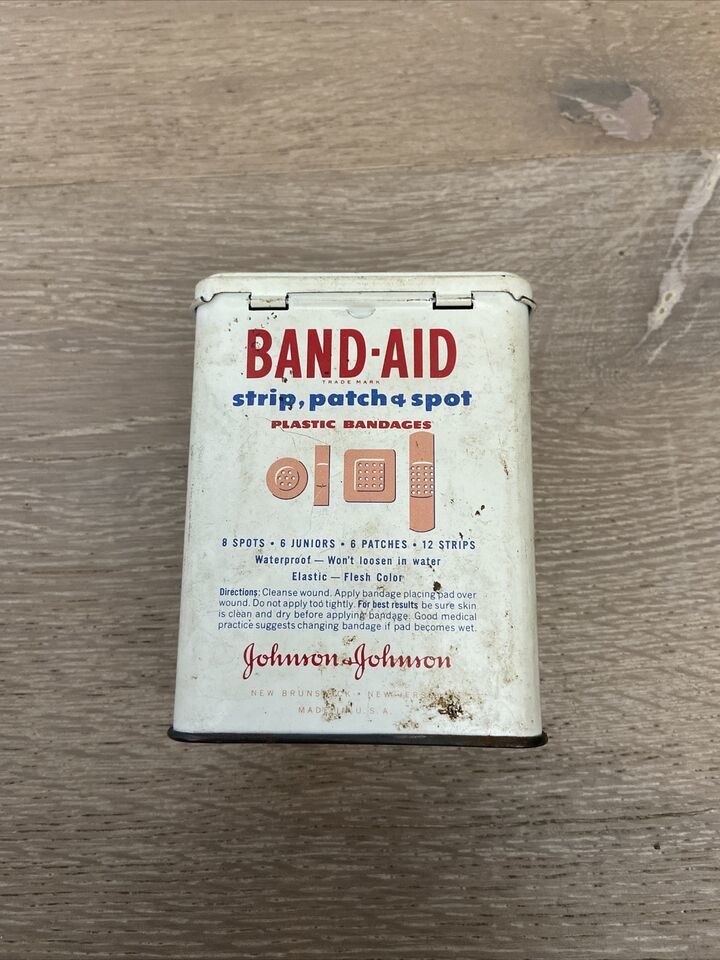 BAND-AID
TRADE MARK
strip, patch & spot
PLASTIC BANDAGES
8 SPOTS • 6 JUNIORS • 6 PATCHES • 12 STRIPS
Waterproof — Won't loosen in water
Elastic — Flesh Color
Directions: Cleanse wound. Apply bandage placing pad over
wound. Do not apply too tightly. For best results be sure skin
is clean and dry before applying bandage. Good medical
practice suggests changing bandage if pad becomes wet.
Johnson & Johnson
NEW BRUNSWICK • NEW JERSEY
MADE IN U. S. A.